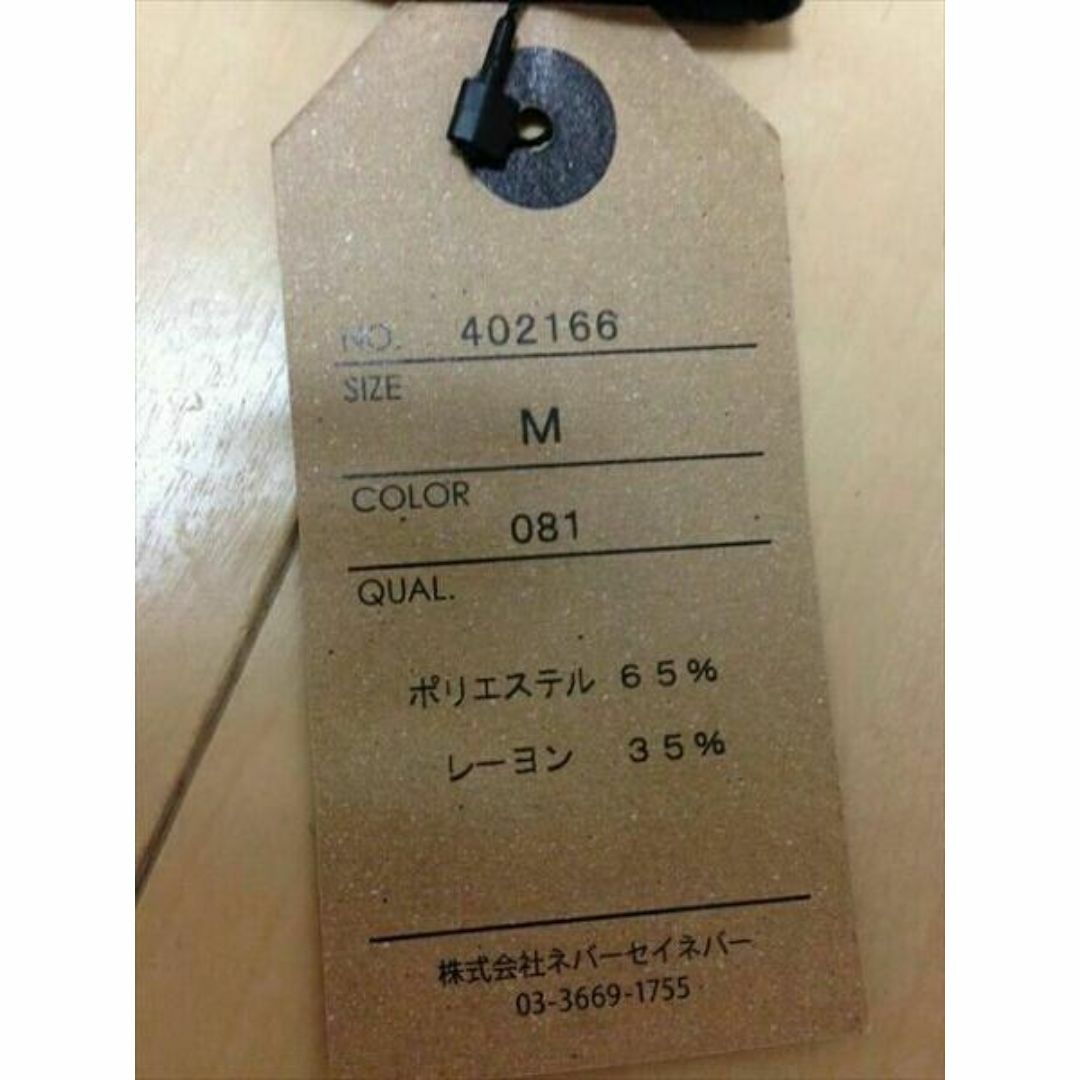 NO. 402166
SIZE
M
COLOR
081
QUAL.
ポリエステル 65%
レーヨン 35%
株式会社ネバーセイネバー
03-3669-1755